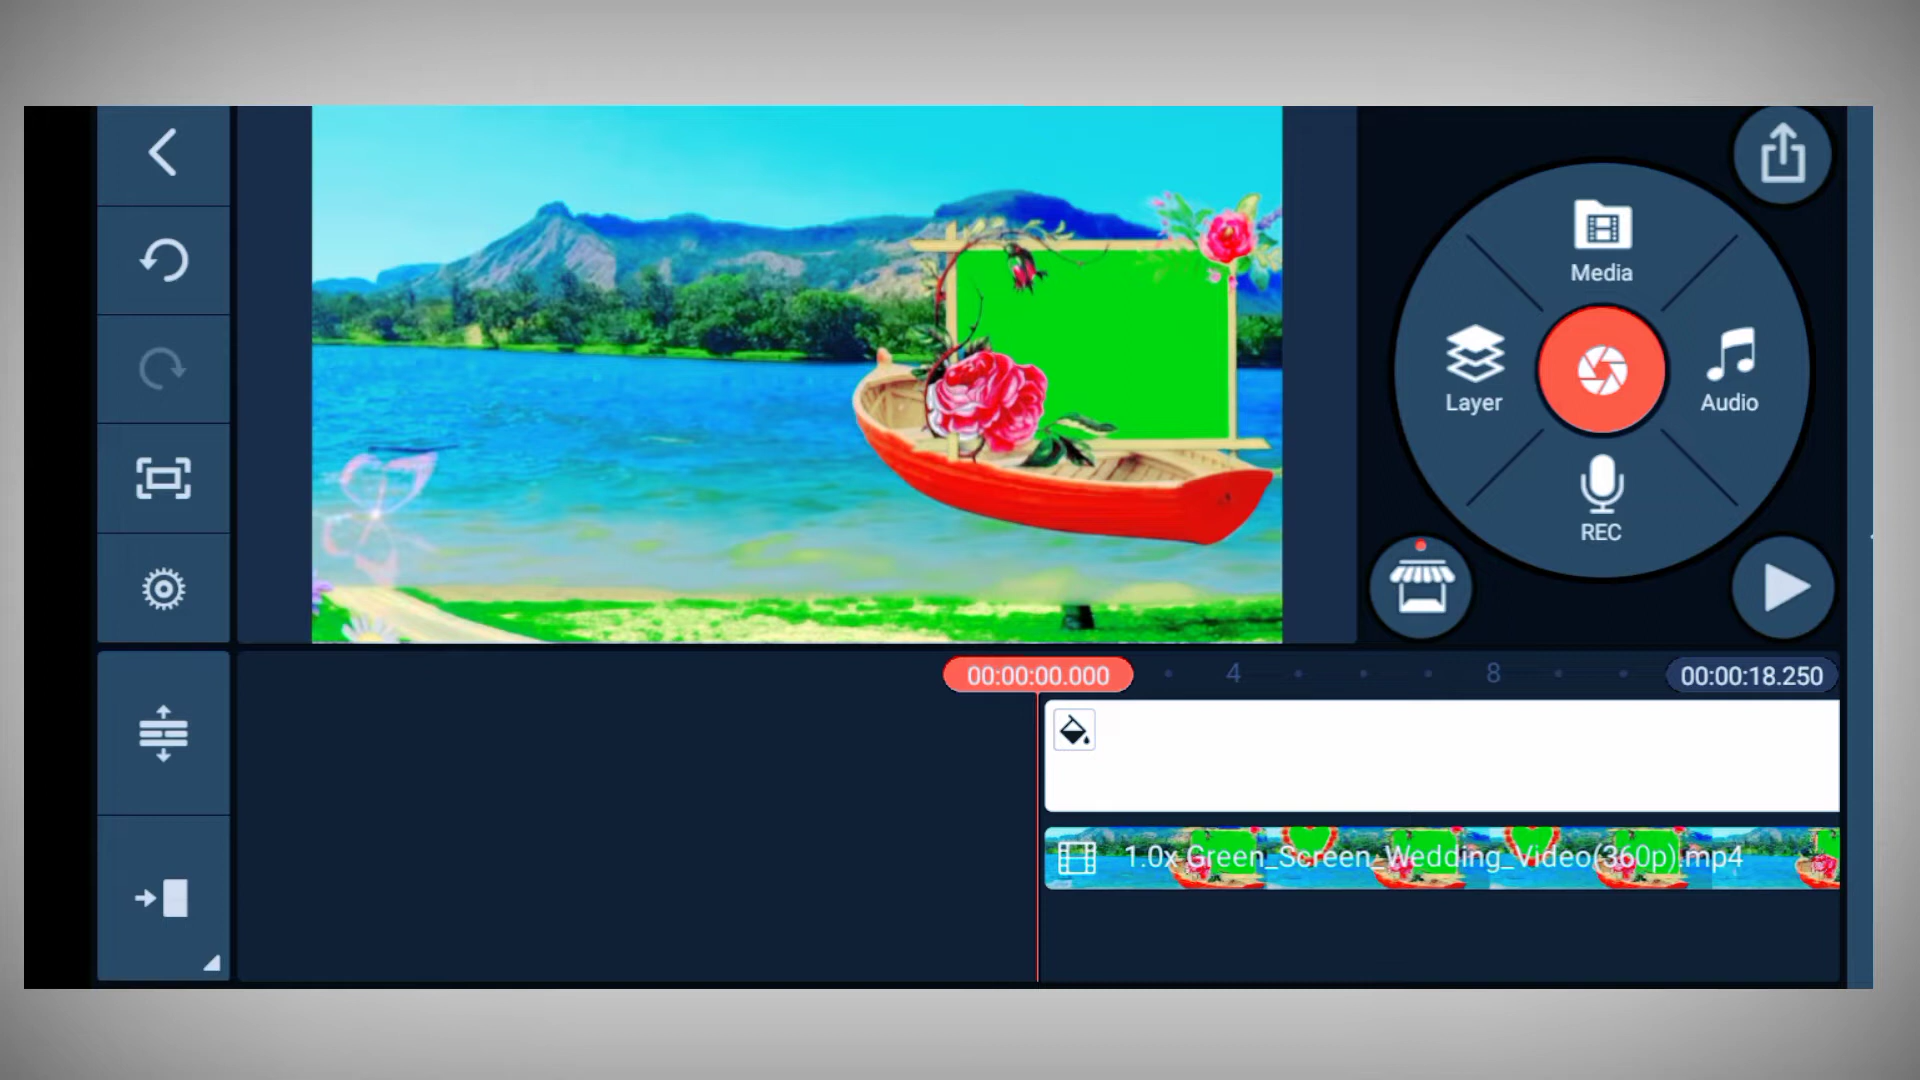 Media
Layer
Audio
REC
00:00:00.000
4
8
00:00:18.250
1.0x Green_Screen_Wedding_Video(360p).mp4